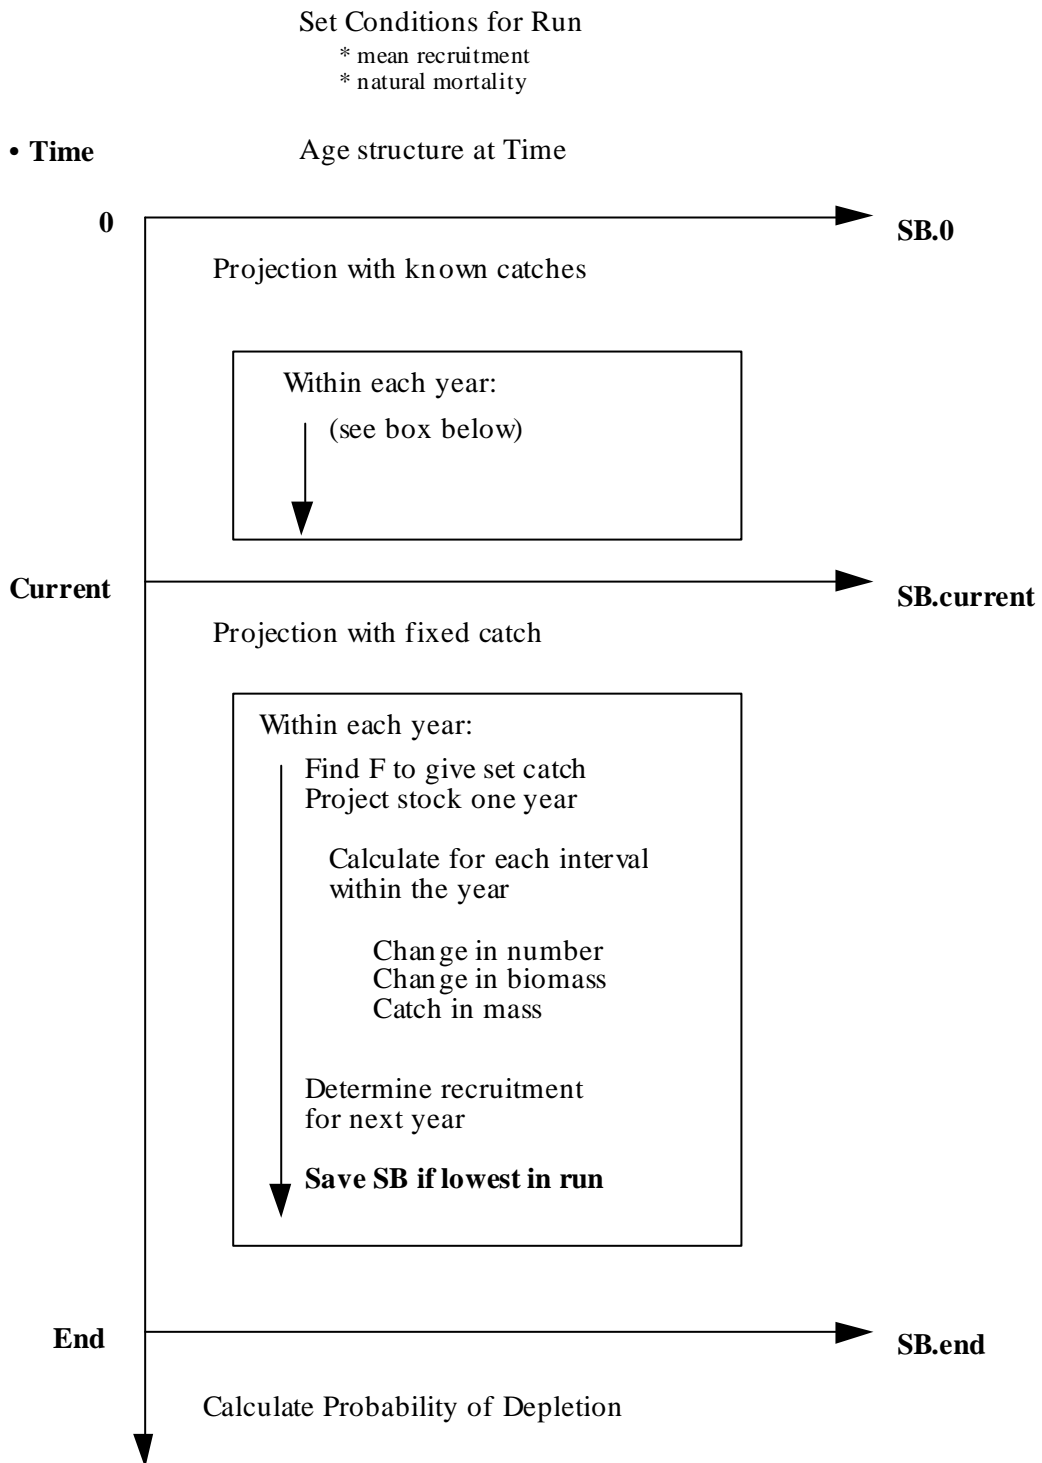 Set Conditions for Run
* mean recruitment
* natural mortality
• Time
Age structure at Time
0
SB.0
Projection with known catches
Within each year:
(see box below)
Current
SB.current
Projection with fixed catch
Within each year:
Find F to give set catch
Project stock one year
Calculate for each interval
within the year
Change in number
Change in biomass
Catch in mass
Determine recruitment
for next year
Save SB if lowest in run
End
SB.end
Calculate Probability of Depletion